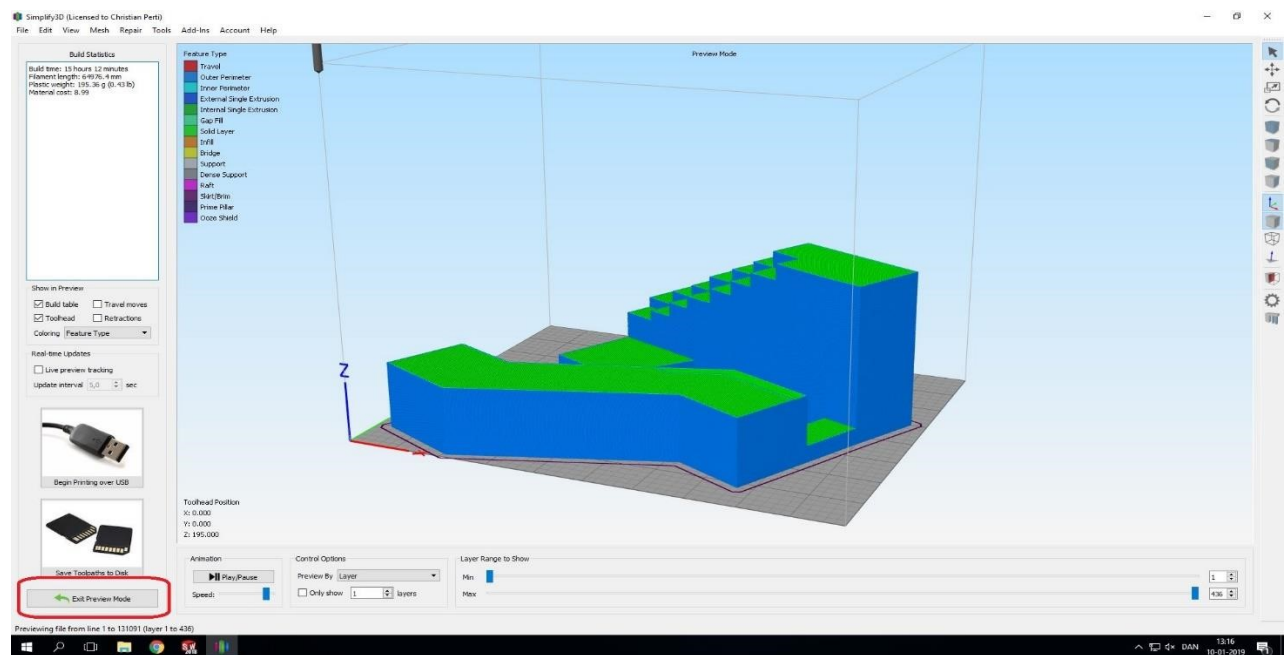 Simplify3D (Licensed to Christian Perti)
File Edit View Mesh Repair Tools Add-Ins Account Help
Build Statistics
Build time: 15 hours 12 minutes
Filament length: 64976.4 mm
Plastic weight: 195.36 g (0.43 lb)
Material cost: 8.99
Show in Preview
Build table Travel moves
Toolhead Retractions
Coloring Feature Type
Real-time Updates
Live preview tracking
Update interval 5,0 sec
Begin Printing over USB
Save Toolpaths to Disk
Exit Preview Mode
Feature Type
Travel
Outer Perimeter
Inner Perimeter
External Single Extrusion
Internal Single Extrusion
Gap Fill
Solid Layer
Infill
Bridge
Support
Dense Support
Raft
Skirt/Brim
Prime Pillar
Ooze Shield
Preview Mode
Z
Toolhead Position
X: 0.000
Y: 0.000
Z: 195.000
Animation
Play/Pause
Speed:
Control Options
Preview By Layer
Only show 1 layers
Layer Range to Show
Min 1
Max 436
Previewing file from line 1 to 131091 (layer 1 to 436)
SW
2018
DAN
13:16
10-01-2019